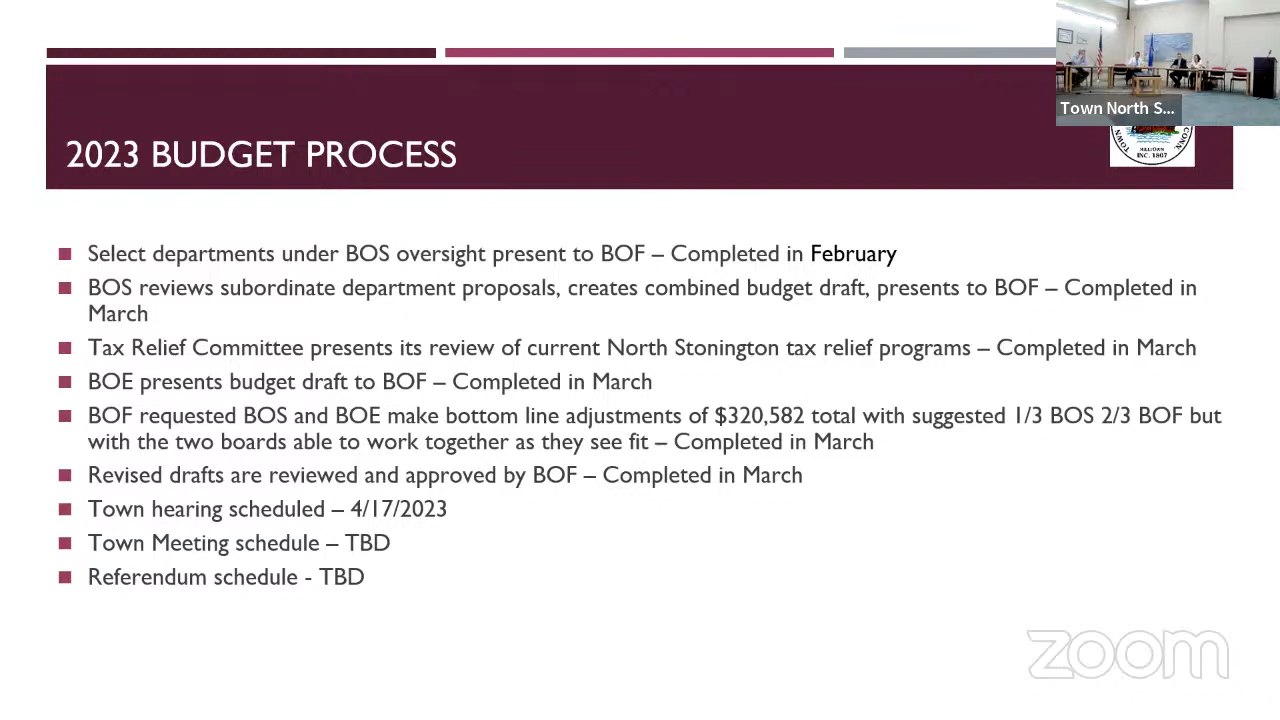 Town North S...
TOWN
CONN.
MILLTOWN
INC. 1807
2023 BUDGET PROCESS
Select departments under BOS oversight present to BOF – Completed in February
BOS reviews subordinate department proposals, creates combined budget draft, presents to BOF – Completed in
March
Tax Relief Committee presents its review of current North Stonington tax relief programs – Completed in March
BOE presents budget draft to BOF – Completed in March
BOF requested BOS and BOE make bottom line adjustments of $320,582 total with suggested 1/3 BOS 2/3 BOF but
with the two boards able to work together as they see fit – Completed in March
Revised drafts are reviewed and approved by BOF – Completed in March
Town hearing scheduled – 4/17/2023
Town Meeting schedule – TBD
Referendum schedule - TBD
zoom